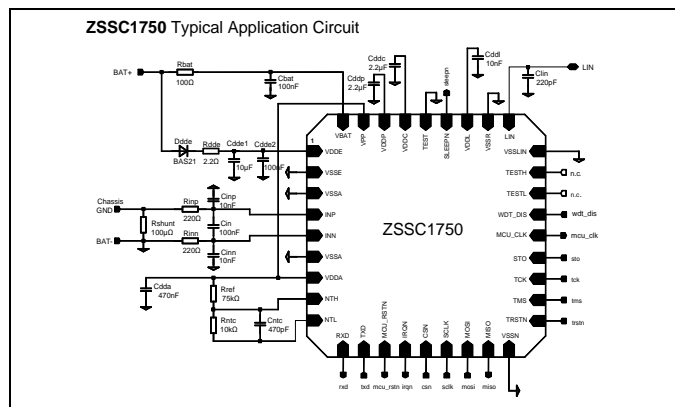 ZSSC1750 Typical Application Circuit
BAT+
Rbat
100Ω
Cbat
100nF
Cddp
2.2µF
Cddc
2.2µF
sleepn
Cddl
10nF
Clin
220pF
LIN
Ddde
BAS21
Rdde
2.2Ω
Cdde1
10µF
Cdde2
100nF
1
VBAT
VPP
VDDP
VDDC
TEST
SLEEPN
VDDL
VSSR
LIN
VDDE
VSSE
VSSA
INP
INN
VSSA
VDDA
NTH
NTL
Chassis
GND
Rshunt
100µΩ
BAT-
Rinp
220Ω
Rinn
220Ω
Cinp
10nF
Cin
100nF
Cinn
10nF
Cdda
470nF
Rref
75kΩ
Rntc
10kΩ
Cntc
470pF
ZSSC1750
VSSLIN
TESTH
n.c.
TESTL
n.c.
WDT_DIS
wdt_dis
MCU_CLK
mcu_clk
STO
sto
TCK
tck
TMS
tms
TRSTN
trstn
RXD
TXD
MCU_RSTN
IRQN
CSN
SCLK
MOSI
MISO
VSSN
rxd
txd
mcu_rstn
irqn
csn
sclk
mosi
miso